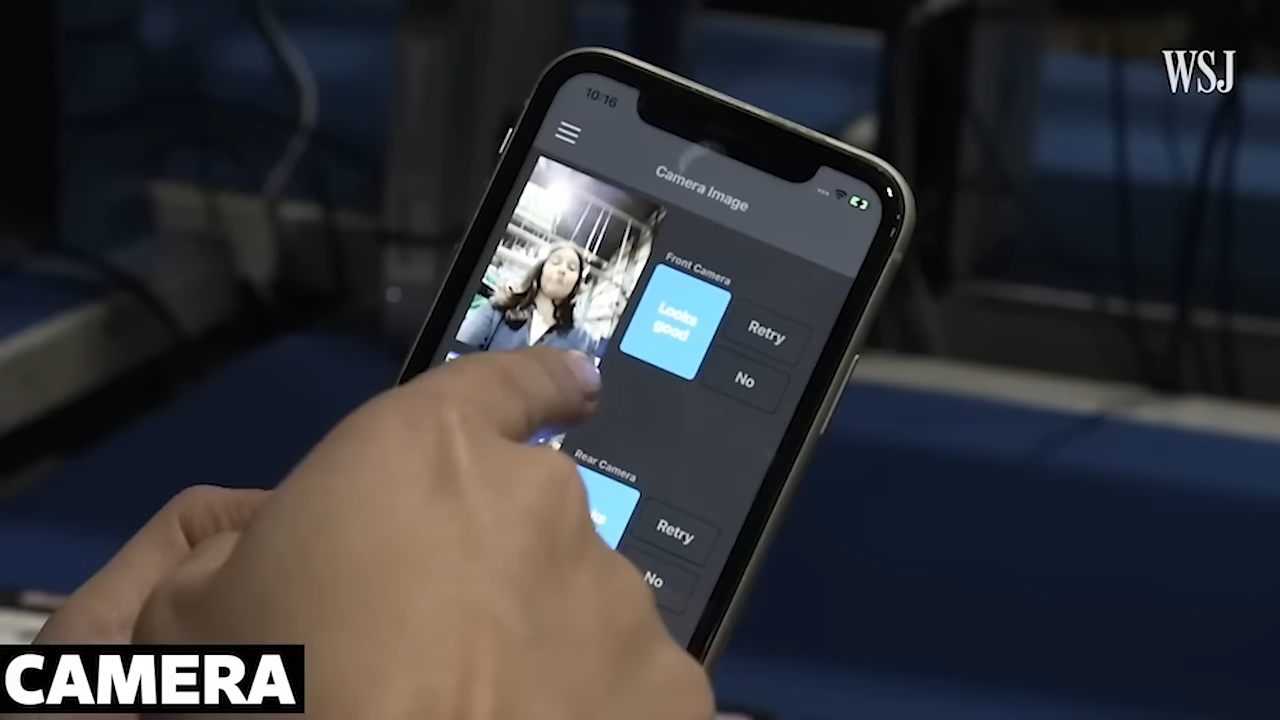 WSJ
10:16
Camera Image
Front Camera
Looks
good
Retry
No
Rear Camera
Retry
No
CAMERA